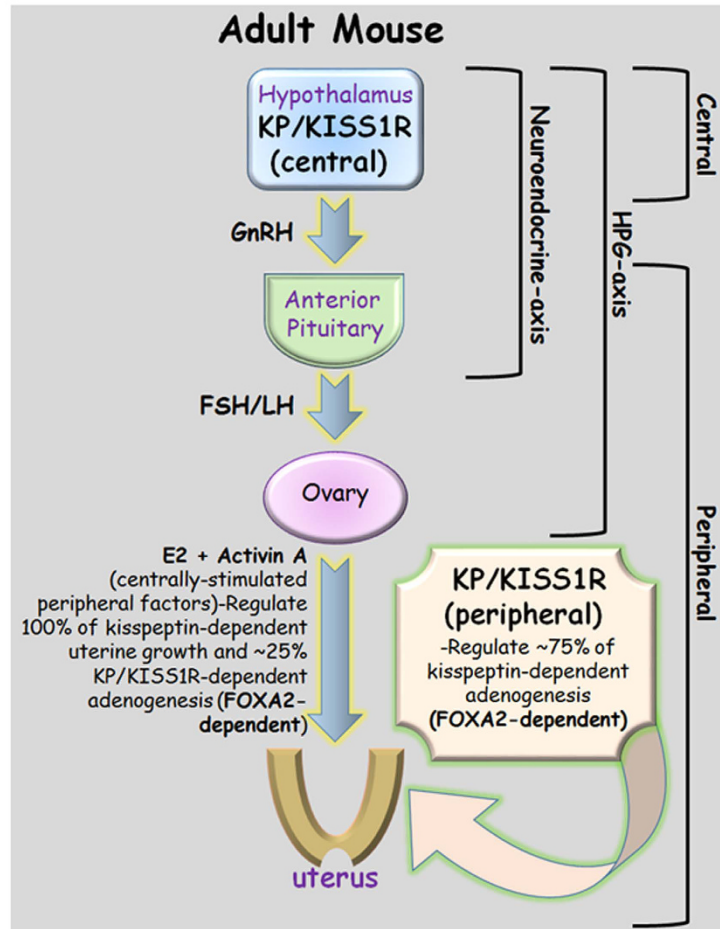 Adult Mouse
Hypothalamus
KP/KISS1R
(central)
GnRH
Anterior
Pituitary
FSH/LH
Ovary
E2 + Activin A
(centrally-stimulated
peripheral factors)-Regulate
100% of kisspeptin-dependent
uterine growth and ~25%
KP/KISS1R-dependent
adenogenesis (FOXA2-
dependent)
KP/KISS1R
(peripheral)
-Regulate ~75% of
kisspeptin-dependent
adenogenesis
(FOXA2-dependent)
uterus
Neuroendocrine-axis
HPG-axis
Central
Peripheral